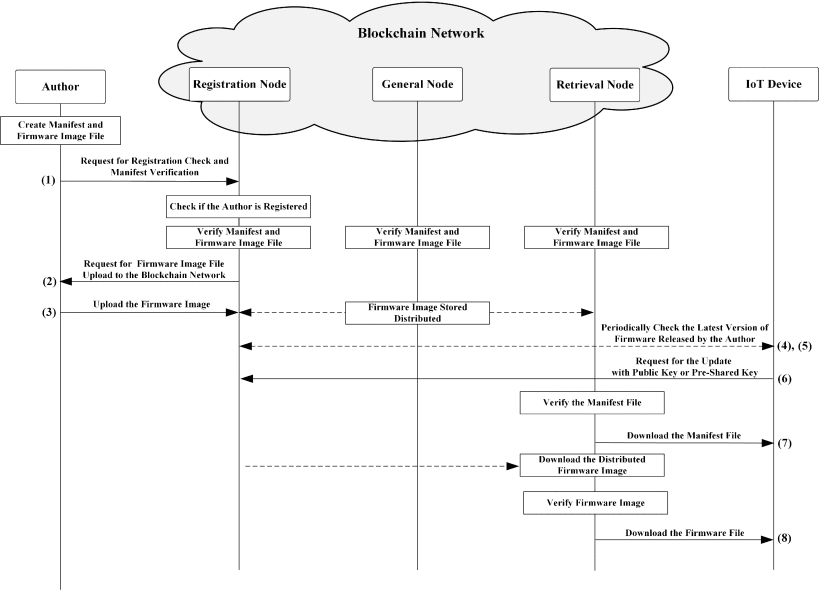 Blockchain Network
Author
Registration Node
General Node
Retrieval Node
IoT Device
Create Manifest and
Firmware Image File
Request for Registration Check and
Manifest Verification
(1)
Check if the Author is Registered
Verify Manifest and
Firmware Image File
Verify Manifest and
Firmware Image File
Verify Manifest and
Firmware Image File
Request for Firmware Image File
Upload to the Blockchain Network
(2)
Upload the Firmware Image
(3)
Firmware Image Stored
Distributed
Periodically Check the Latest Version of
Firmware Released by the Author
(4), (5)
Request for the Update
with Public Key or Pre-Shared Key
(6)
Verify the Manifest File
Download the Manifest File
(7)
Download the Distributed
Firmware Image
Verify Firmware Image
Download the Firmware File
(8)